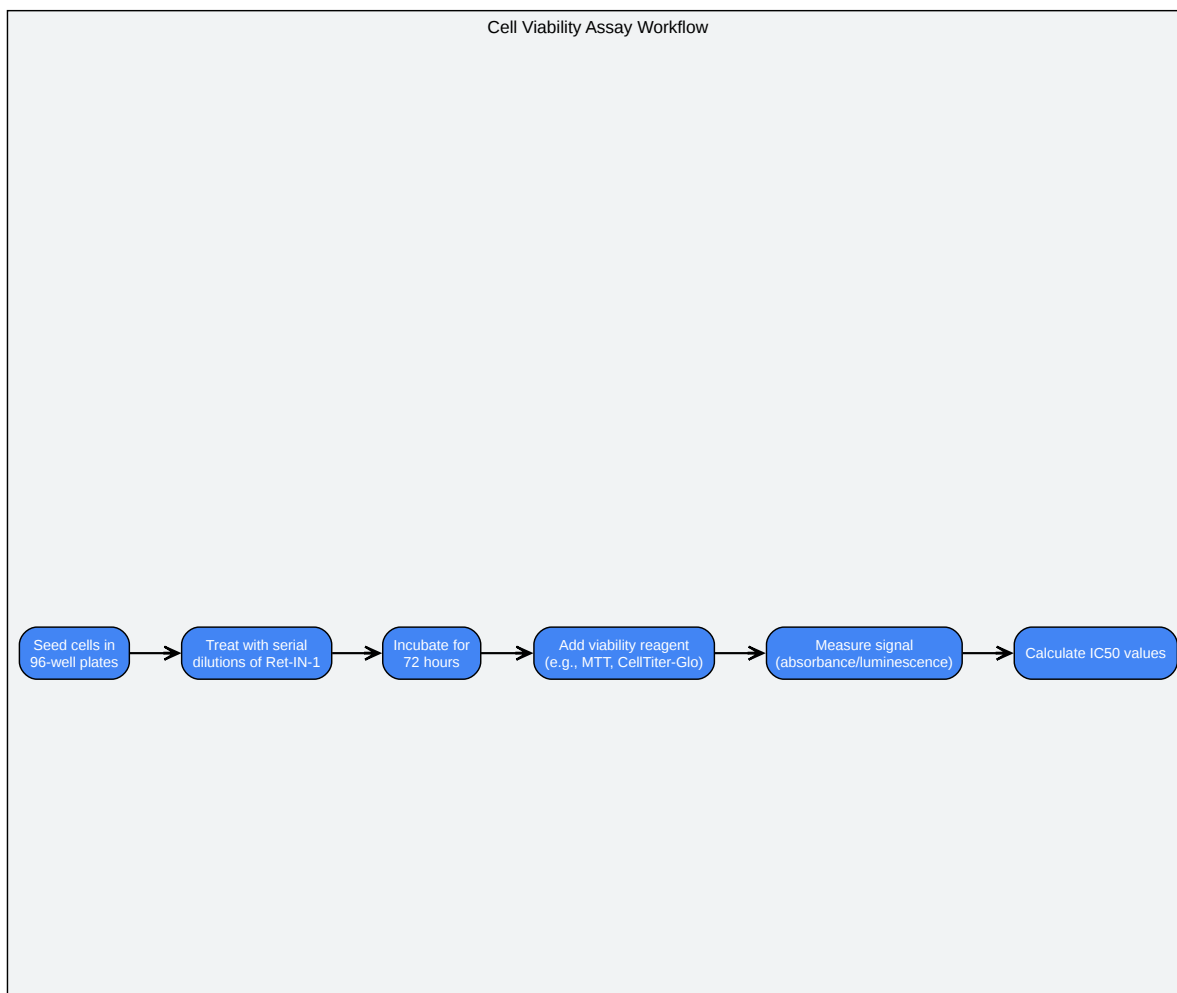 Cell Viability Assay Workflow
Seed cells in
96-well plates
Treat with serial
dilutions of Ret-IN-1
Incubate for
72 hours
Add viability reagent
(e.g., MTT, CellTiter-Glo)
Measure signal
(absorbance/luminescence)
Calculate IC50 values